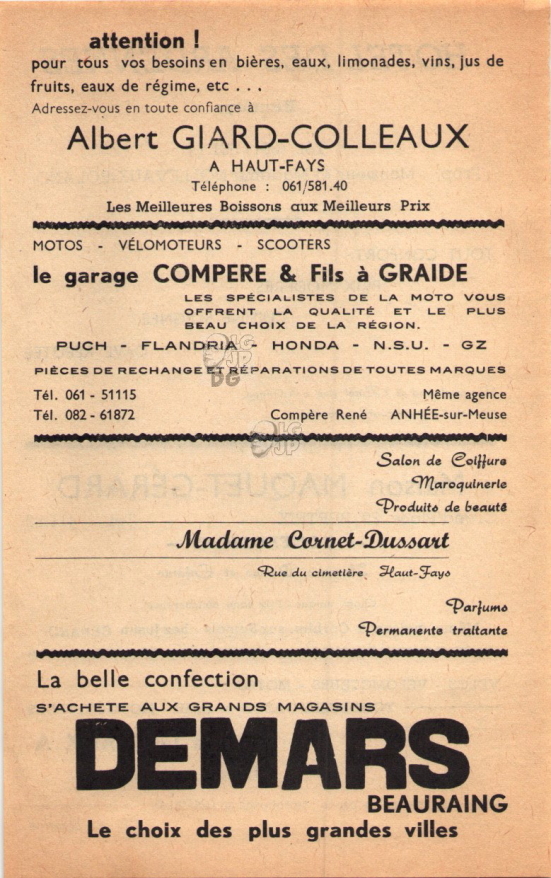 attention !
pour tous vos besoins en bières, eaux, limonades, vins, jus de
fruits, eaux de régime, etc . . .
Adressez-vous en toute confiance à
Albert GIARD-COLLEAUX
A HAUT-FAYS
Téléphone : 061/581.40
Les Meilleures Boissons aux Meilleurs Prix
MOTOS - VÉLOMOTEURS - SCOOTERS
le garage COMPERE & Fils à GRAIDE
LES SPÉCIALISTES DE LA MOTO VOUS
OFFRENT LA QUALITÉ ET LE PLUS
BEAU CHOIX DE LA RÉGION.
PUCH - FLANDRIA - HONDA - N.S.U. - GZ
PIÈCES DE RECHANGE ET RÉPARATIONS DE TOUTES MARQUES
Tél. 061 - 51115 Même agence
Tél. 082 - 61872 Compère René ANHÉE-sur-Meuse
Salon de Coiffure
Maroquinerie
Produits de beauté
Madame Cornet-Dussart
Rue du cimetière Haut-Fays
Parfums
Permanente traitante
La belle confection
S'ACHETE AUX GRANDS MAGASINS
DEMARS
BEAURAING
Le choix des plus grandes villes